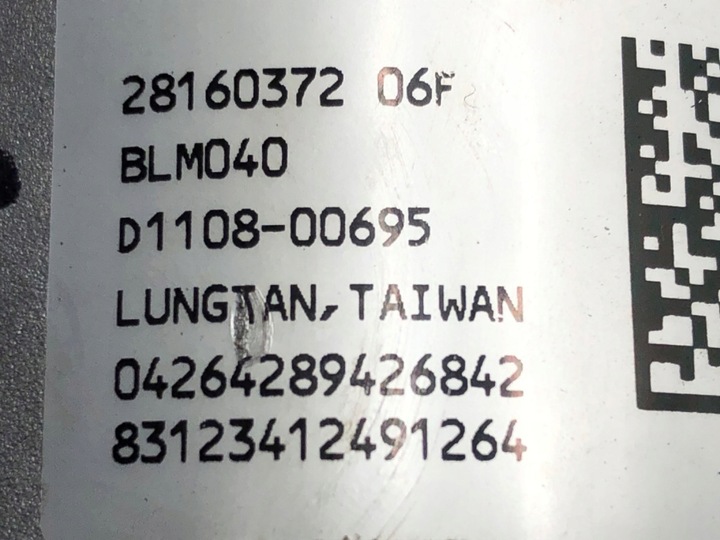 28160372 06F
BLM040
D1108-00695
LUNGTAN, TAIWAN
04264289426842
83123412491264